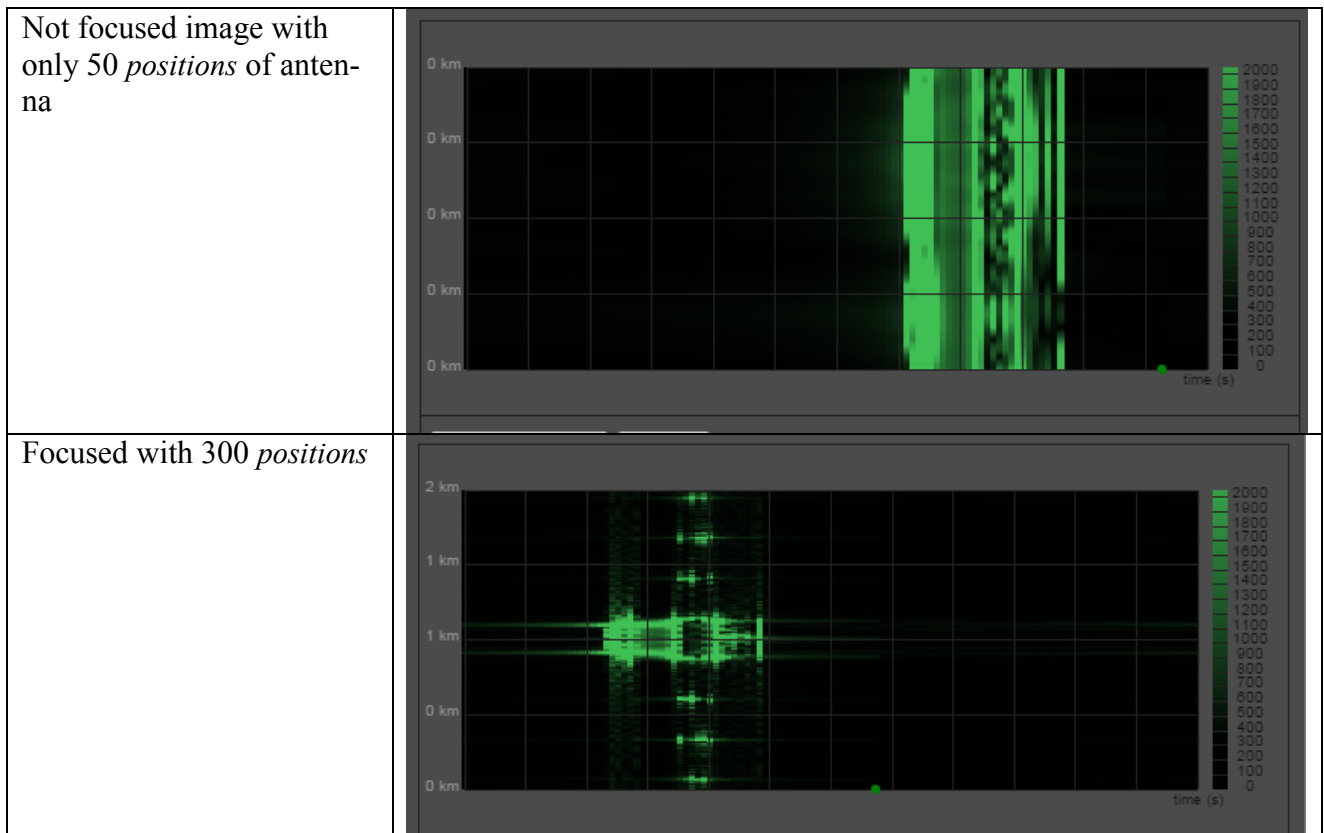 Not focused image with
only 50 positions of anten-
na
0 km
0 km
0 km
0 km
0 km
2000
1900
1800
1700
1600
1500
1400
1300
1200
1100
1000
900
800
700
600
500
400
300
200
100
0
time (s)
Focused with 300 positions
2 km
1 km
1 km
0 km
0 km
2000
1900
1800
1700
1600
1500
1400
1300
1200
1100
1000
900
800
700
600
500
400
300
200
100
0
time (s)